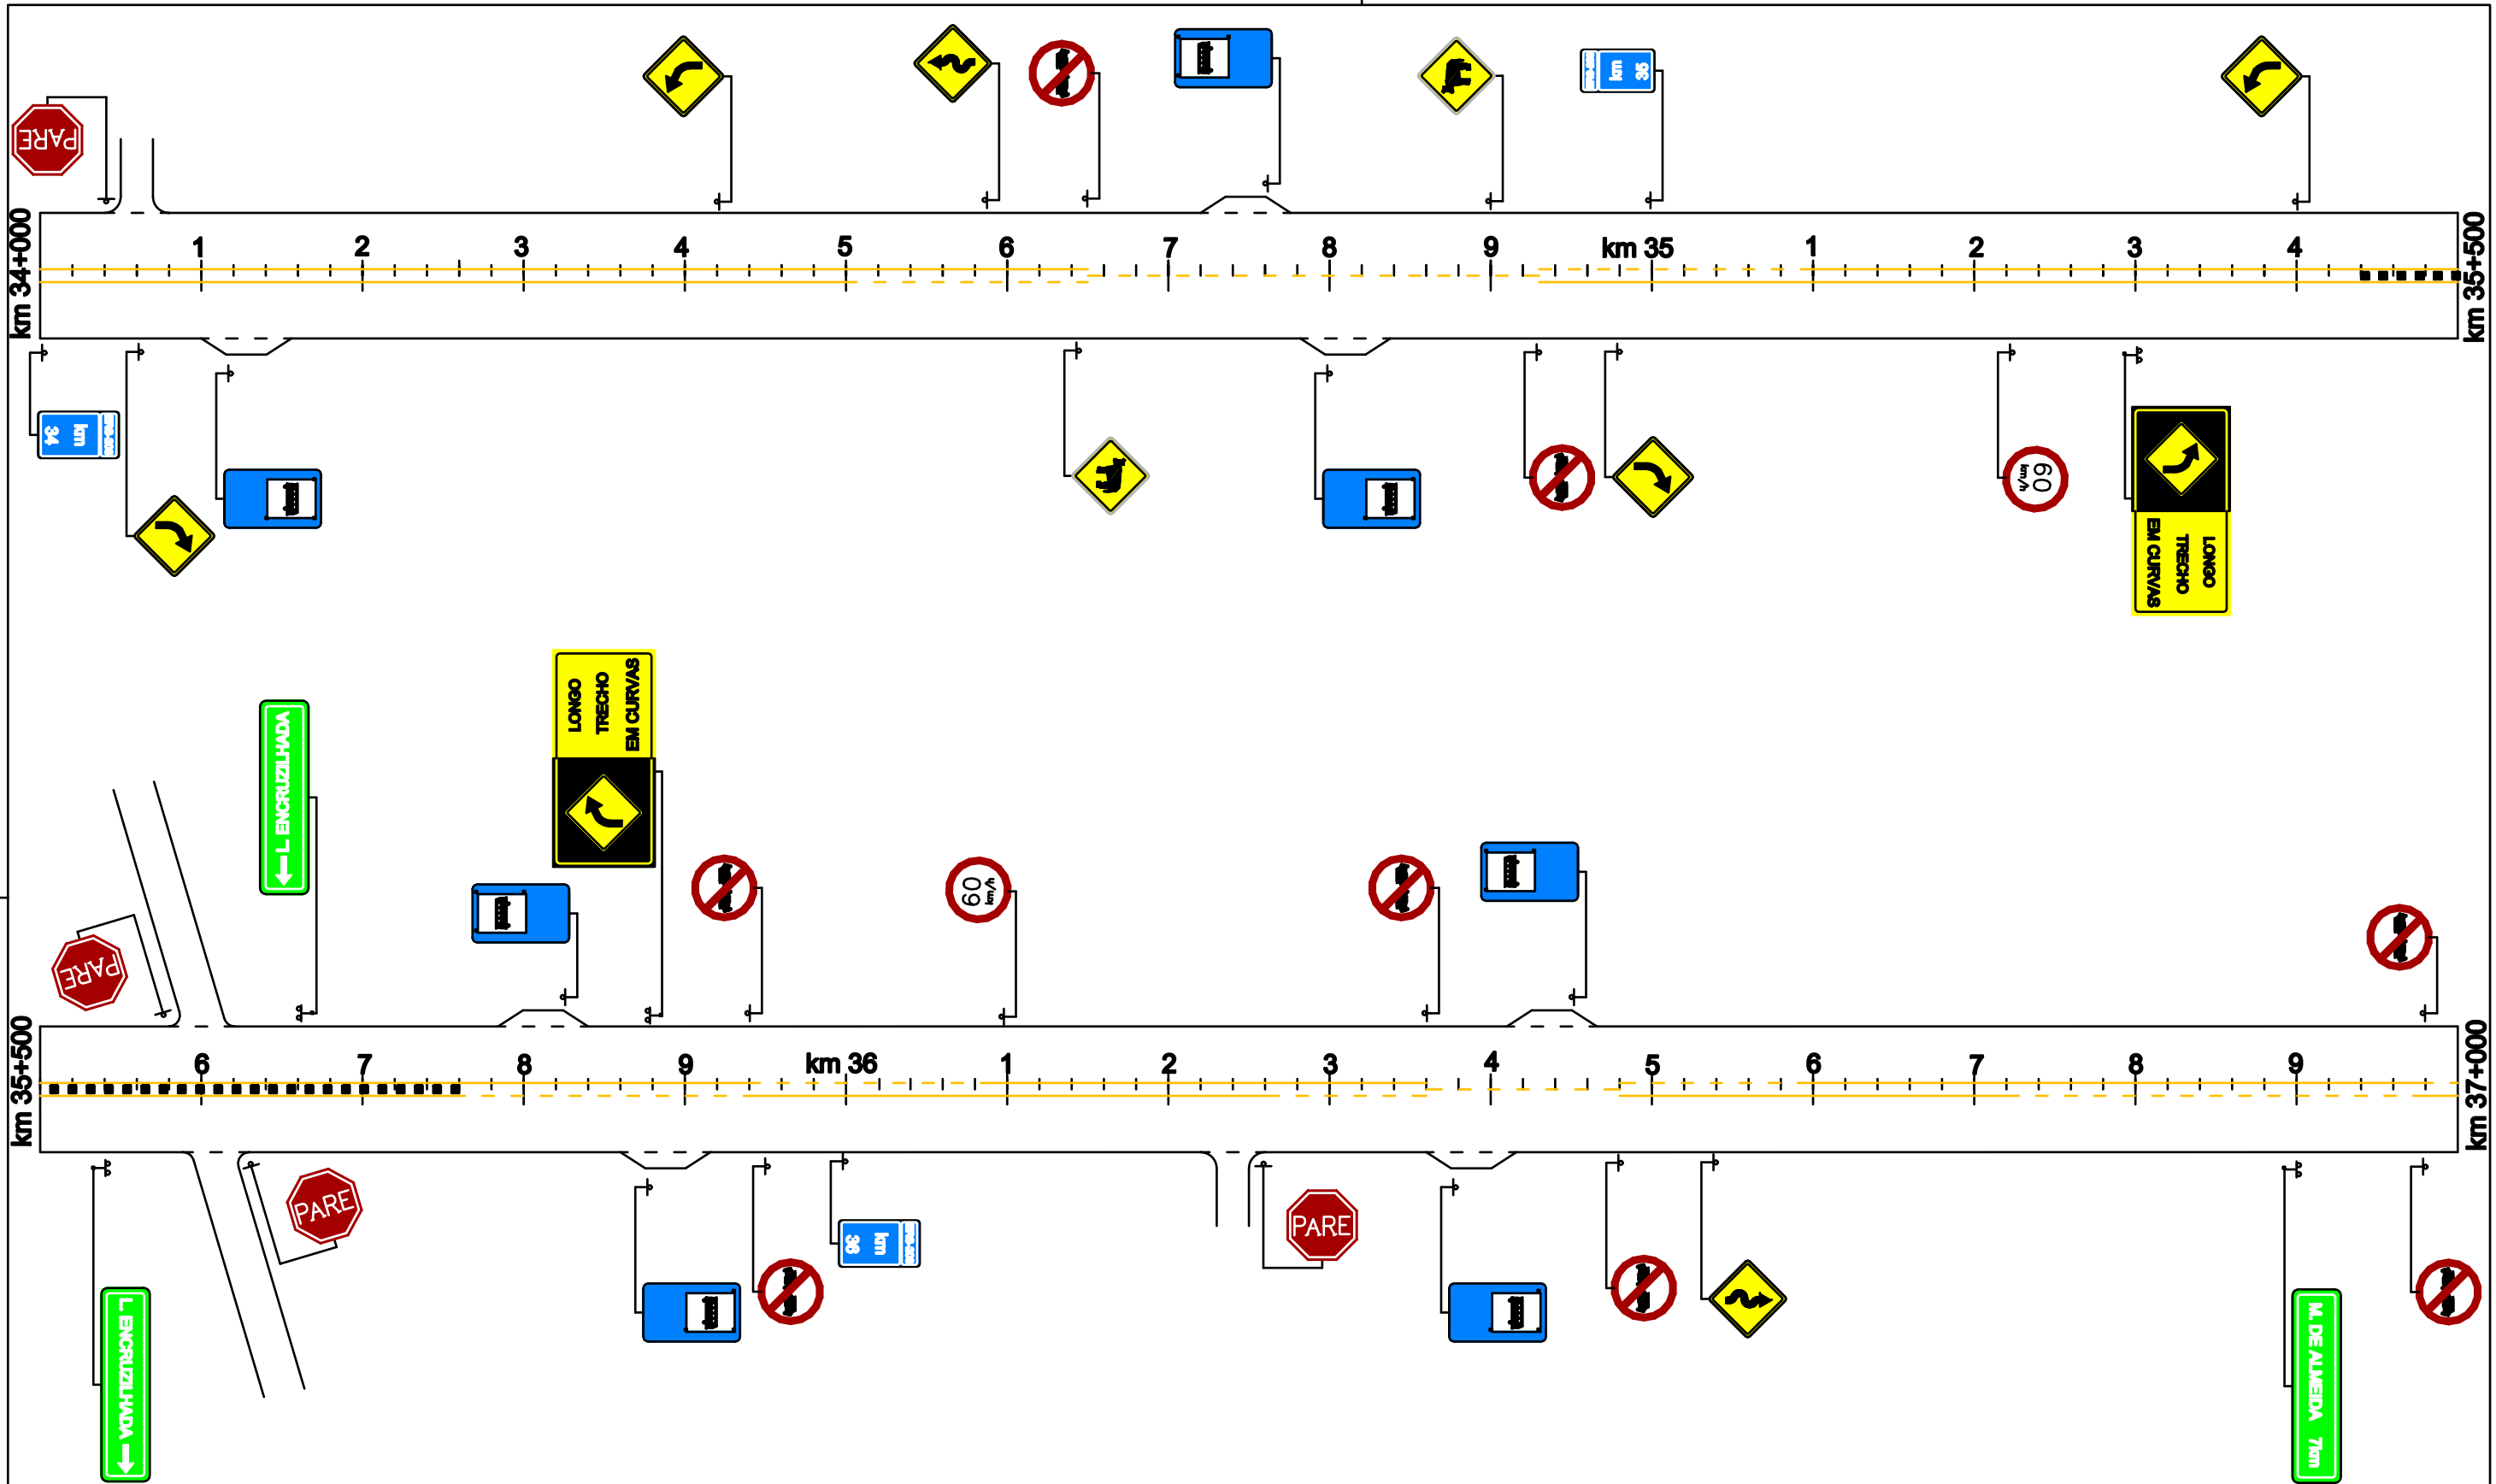 PARE
km
35
km 34+000
1
2
3
4
5
6
7
8
9
km 35
1
2
3
4
km 35+500
km
34
60
km/h
LONGO
TRECHO
EM CURVAS
L ENCRUZILHADA
LONGO
TRECHO
EM CURVAS
60
km/h
PARE
km 35+500
6
7
8
9
km 36
1
2
3
4
5
6
7
8
9
km 37+000
PARE
km
36
PARE
L. ENCRUZILHADA
M. DE ALMEIDA 7km